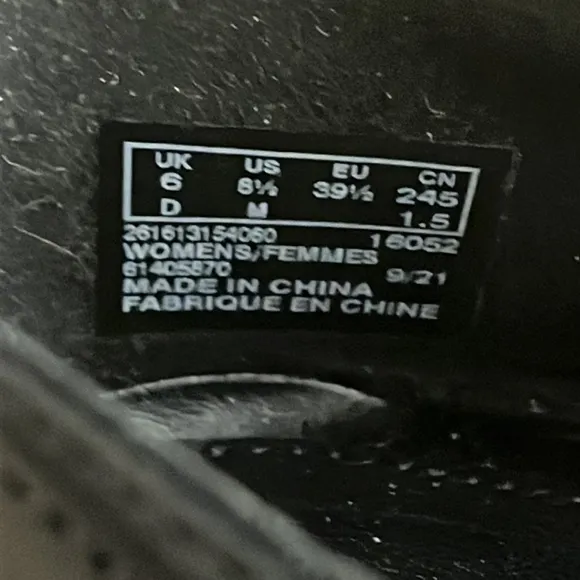 UK US EU CN
6 8½ 39½ 245
D M 1.5
261613154060 16052
WOMENS/FEMMES
61405870 9/21
MADE IN CHINA
FABRIQUE EN CHINE